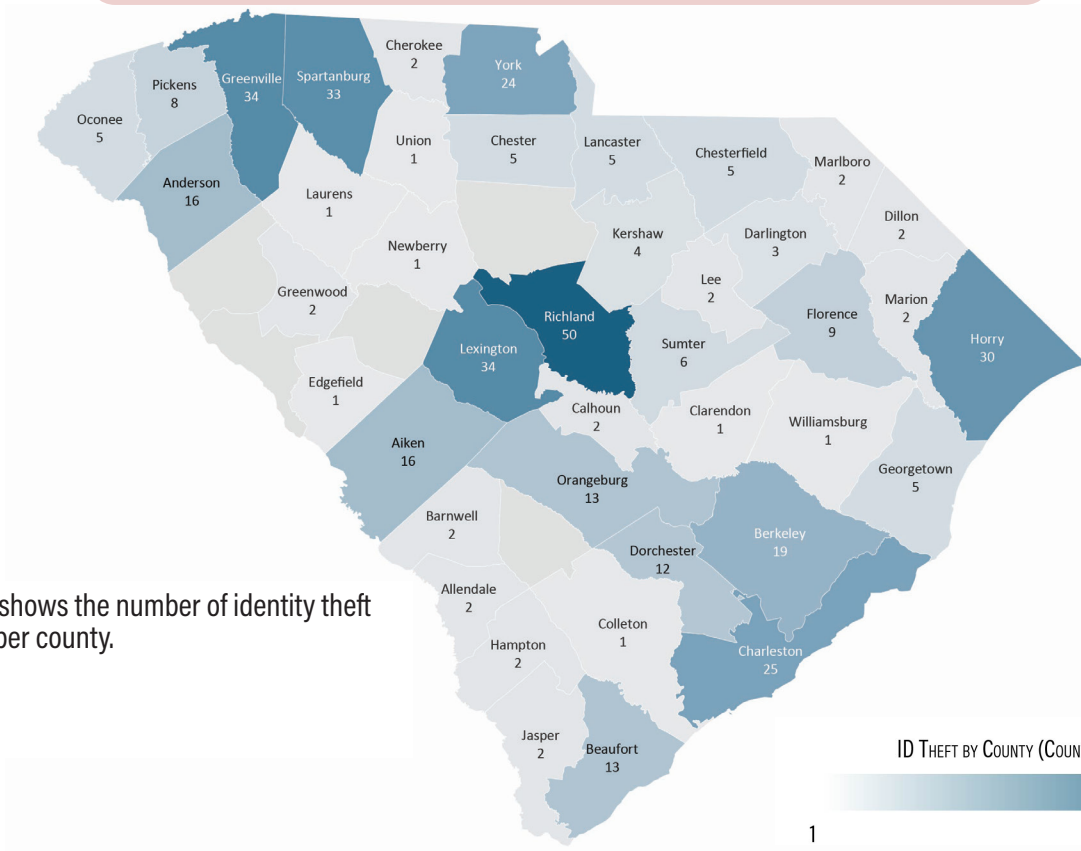 Cherokee
2
York
24
Greenville
34
Spartanburg
33
Pickens
8
Oconee
5
Union
1
Chester
5
Lancaster
5
Chesterfield
5
Marlboro
2
Anderson
16
Laurens
1
Dillon
2
Newberry
1
Kershaw
4
Darlington
3
Lee
2
Greenwood
2
Marion
2
Richland
50
Florence
9
Lexington
34
Sumter
6
Horry
30
Edgefield
1
Calhoun
2
Clarendon
1
Williamsburg
1
Aiken
16
Georgetown
5
Orangeburg
13
Barnwell
2
Berkeley
19
Dorchester
12
Allendale
2
shows the number of identity theft
per county.
Colleton
1
Hampton
2
Charleston
25
Jasper
2
Beaufort
13
ID THEFT BY COUNTY
1